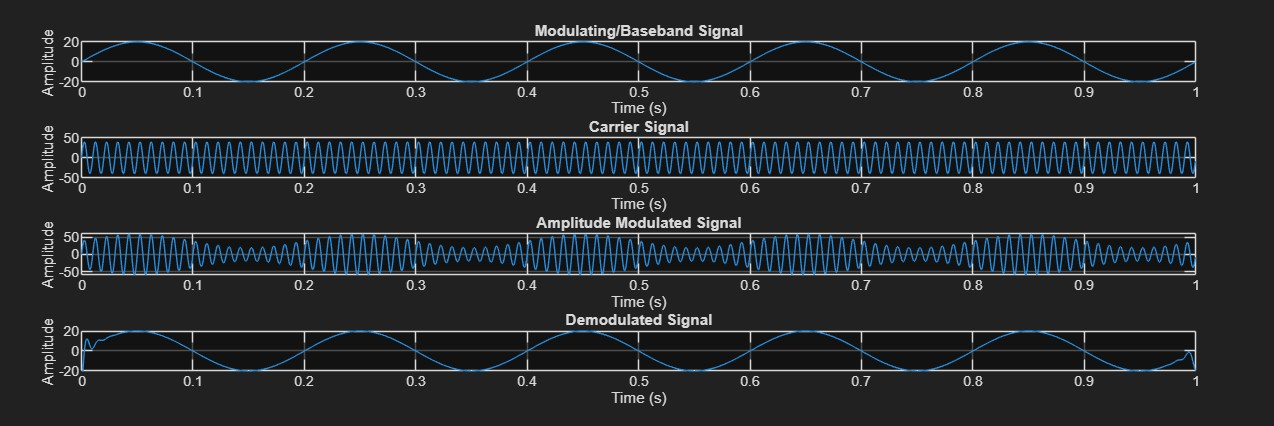 Modulating/Baseband Signal
Amplitude
20
0
-20
0 0.1 0.2 0.3 0.4 0.5 0.6 0.7 0.8 0.9 1
Time (s)
Carrier Signal
Amplitude
50
0
-50
0 0.1 0.2 0.3 0.4 0.5 0.6 0.7 0.8 0.9 1
Time (s)
Amplitude Modulated Signal
Amplitude
50
0
-50
0 0.1 0.2 0.3 0.4 0.5 0.6 0.7 0.8 0.9 1
Time (s)
Demodulated Signal
Amplitude
20
0
-20
0 0.1 0.2 0.3 0.4 0.5 0.6 0.7 0.8 0.9 1
Time (s)